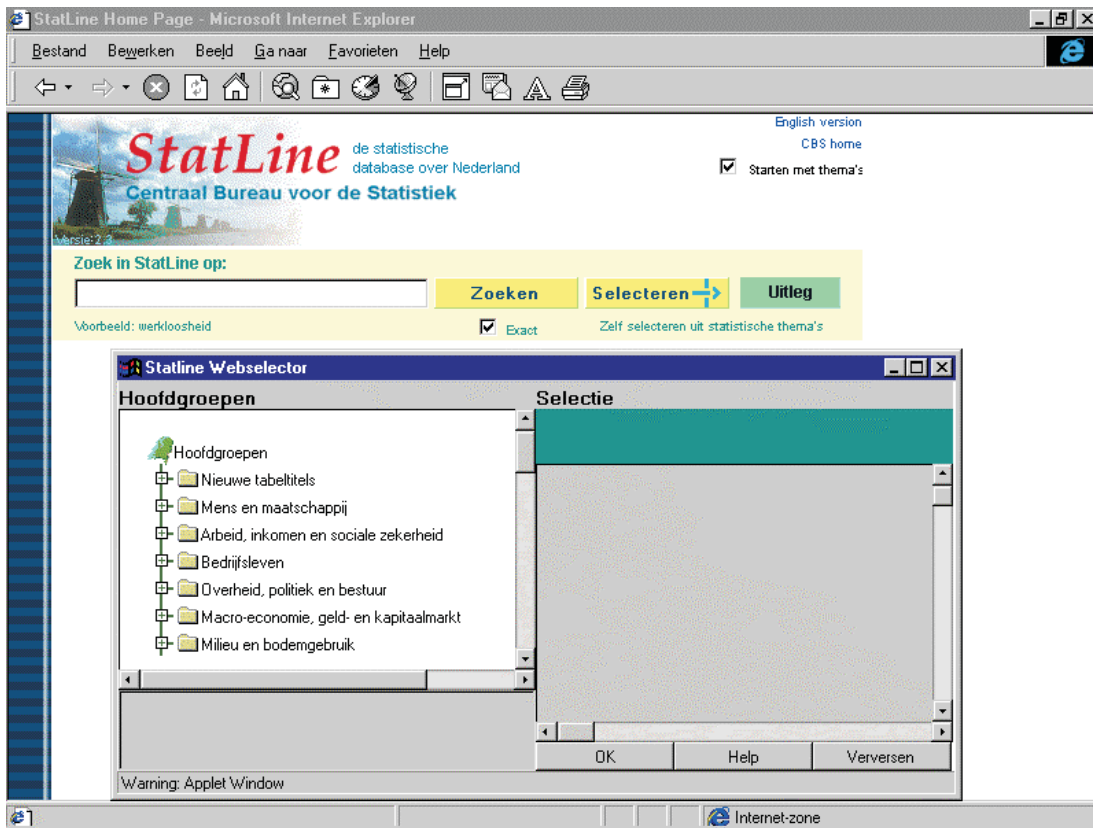 StatLine Home Page - Microsoft Internet Explorer
Bestand Bewerken Beeld Ga naar Favorieten Help
English version
CBS home
Starten met thema's
StatLine de statistische
database over Nederland
Centraal Bureau voor de Statistiek
Versie: 2.3
Zoek in StatLine op:
Zoeken Selecteren Uitleg
Voorbeeld: werkloosheid Exact Zelf selecteren uit statistische thema's
Statline Webselector
Hoofdgroepen Selectie
Hoofdgroepen
Nieuwe tabeltitels
Mens en maatschappij
Arbeid, inkomen en sociale zekerheid
Bedrijfsleven
Overheid, politiek en bestuur
Macro-economie, geld- en kapitaalmarkt
Milieu en bodemgebruik
OK Help Verversen
Warning: Applet Window
Internet-zone